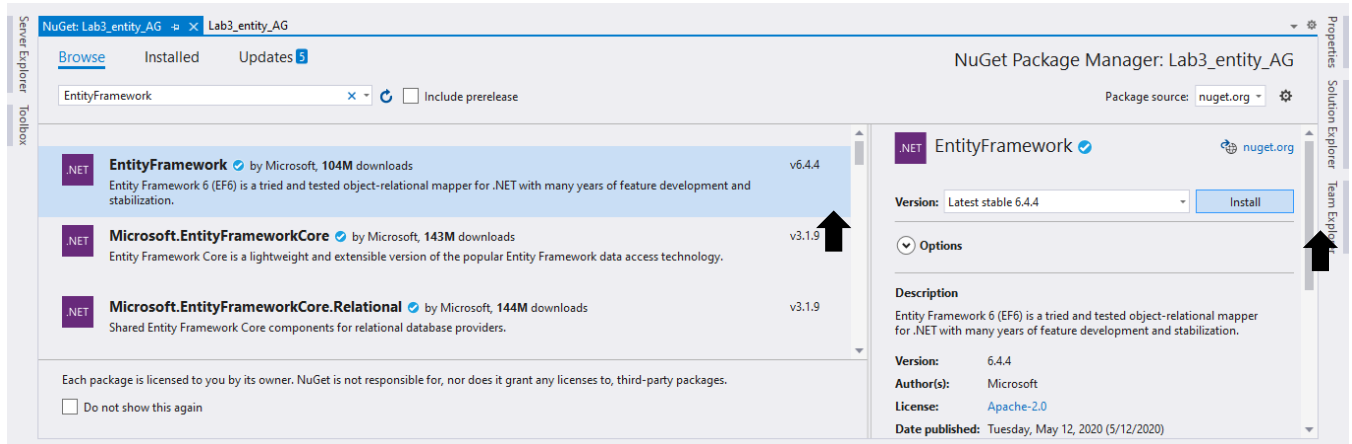 Server Explorer
Toolbox
NuGet: Lab3_entity_AG Lab3_entity_AG
Browse Installed Updates 5
NuGet Package Manager: Lab3_entity_AG
EntityFramework
Include prerelease
Package source: nuget.org
.NET EntityFramework by Microsoft, 104M downloads v6.4.4
Entity Framework 6 (EF6) is a tried and tested object-relational mapper for .NET with many years of feature development and
stabilization.
.NET Microsoft.EntityFrameworkCore by Microsoft, 143M downloads v3.1.9
Entity Framework Core is a lightweight and extensible version of the popular Entity Framework data access technology.
.NET Microsoft.EntityFrameworkCore.Relational by Microsoft, 144M downloads v3.1.9
Shared Entity Framework Core components for relational database providers.
Each package is licensed to you by its owner. NuGet is not responsible for, nor does it grant any licenses to, third-party packages.
Do not show this again
.NET EntityFramework nuget.org
Version: Latest stable 6.4.4 Install
Options
Description
Entity Framework 6 (EF6) is a tried and tested object-relational mapper
for .NET with many years of feature development and stabilization.
Version: 6.4.4
Author(s): Microsoft
License: Apache-2.0
Date published: Tuesday, May 12, 2020 (5/12/2020)
Properties
Solution Explorer
Team Explorer